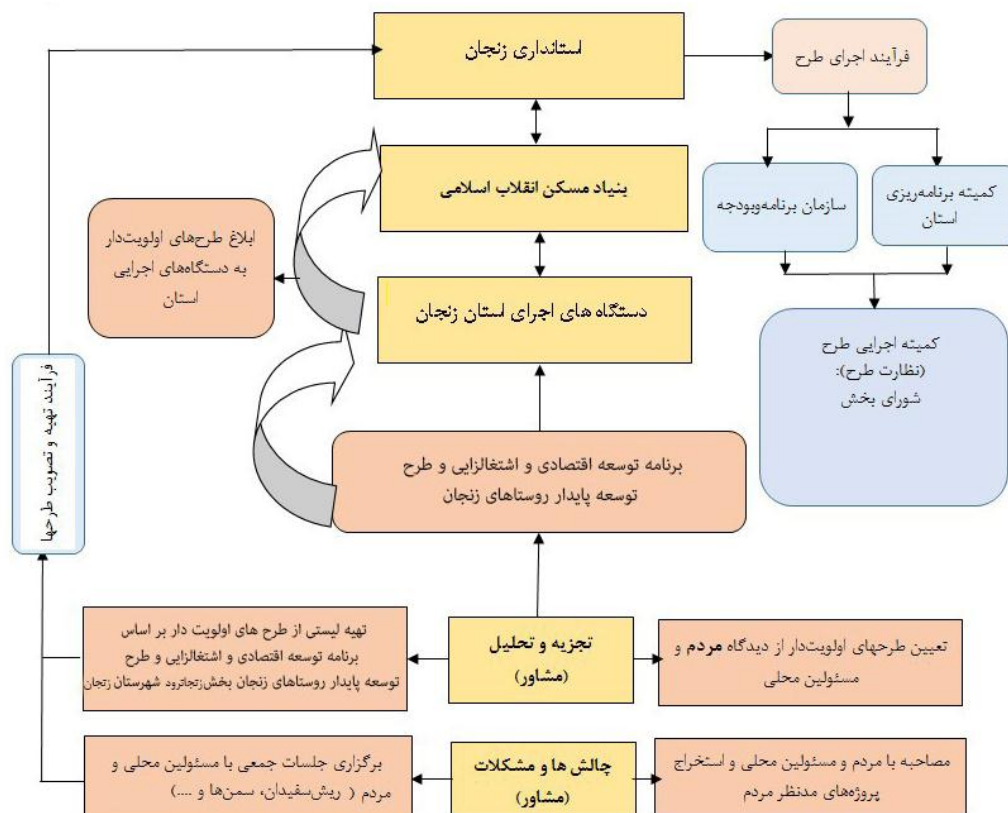 استانداری زنجان
فرآیند اجرای طرح
بنیاد مسکن انقلاب اسلامی
سازمان برنامه‌وبودجه
کمیته برنامه‌ریزی
استان
ابلاغ طرح‌های اولویت‌دار
به دستگاه‌های اجرایی
استان
دستگاه های اجرای استان زنجان
کمیته اجرایی طرح
(نظارت طرح):
شورای بخش
فرآیند تهیه و تصویب طرحها
برنامه توسعه اقتصادی و اشتغالزایی و طرح
توسعه پایدار روستاهای زنجان
تجزیه و تحلیل
(مشاور)
تعیین طرحهای اولویت‌دار از دیدگاه مردم و
مسئولین محلی
تهیه لیستی از طرح های اولویت دار بر اساس
برنامه توسعه اقتصادی و اشتغالزایی و طرح
توسعه پایدار روستاهای زنجان بخش زنجانرود شهرستان زنجان
چالش ها و مشکلات
(مشاور)
مصاحبه با مردم و مسئولین محلی و استخراج
پروژه‌های مدنظر مردم
برگزاری جلسات جمعی با مسئولین محلی و
مردم ( ریش‌سفیدان، سمن‌ها و ....)